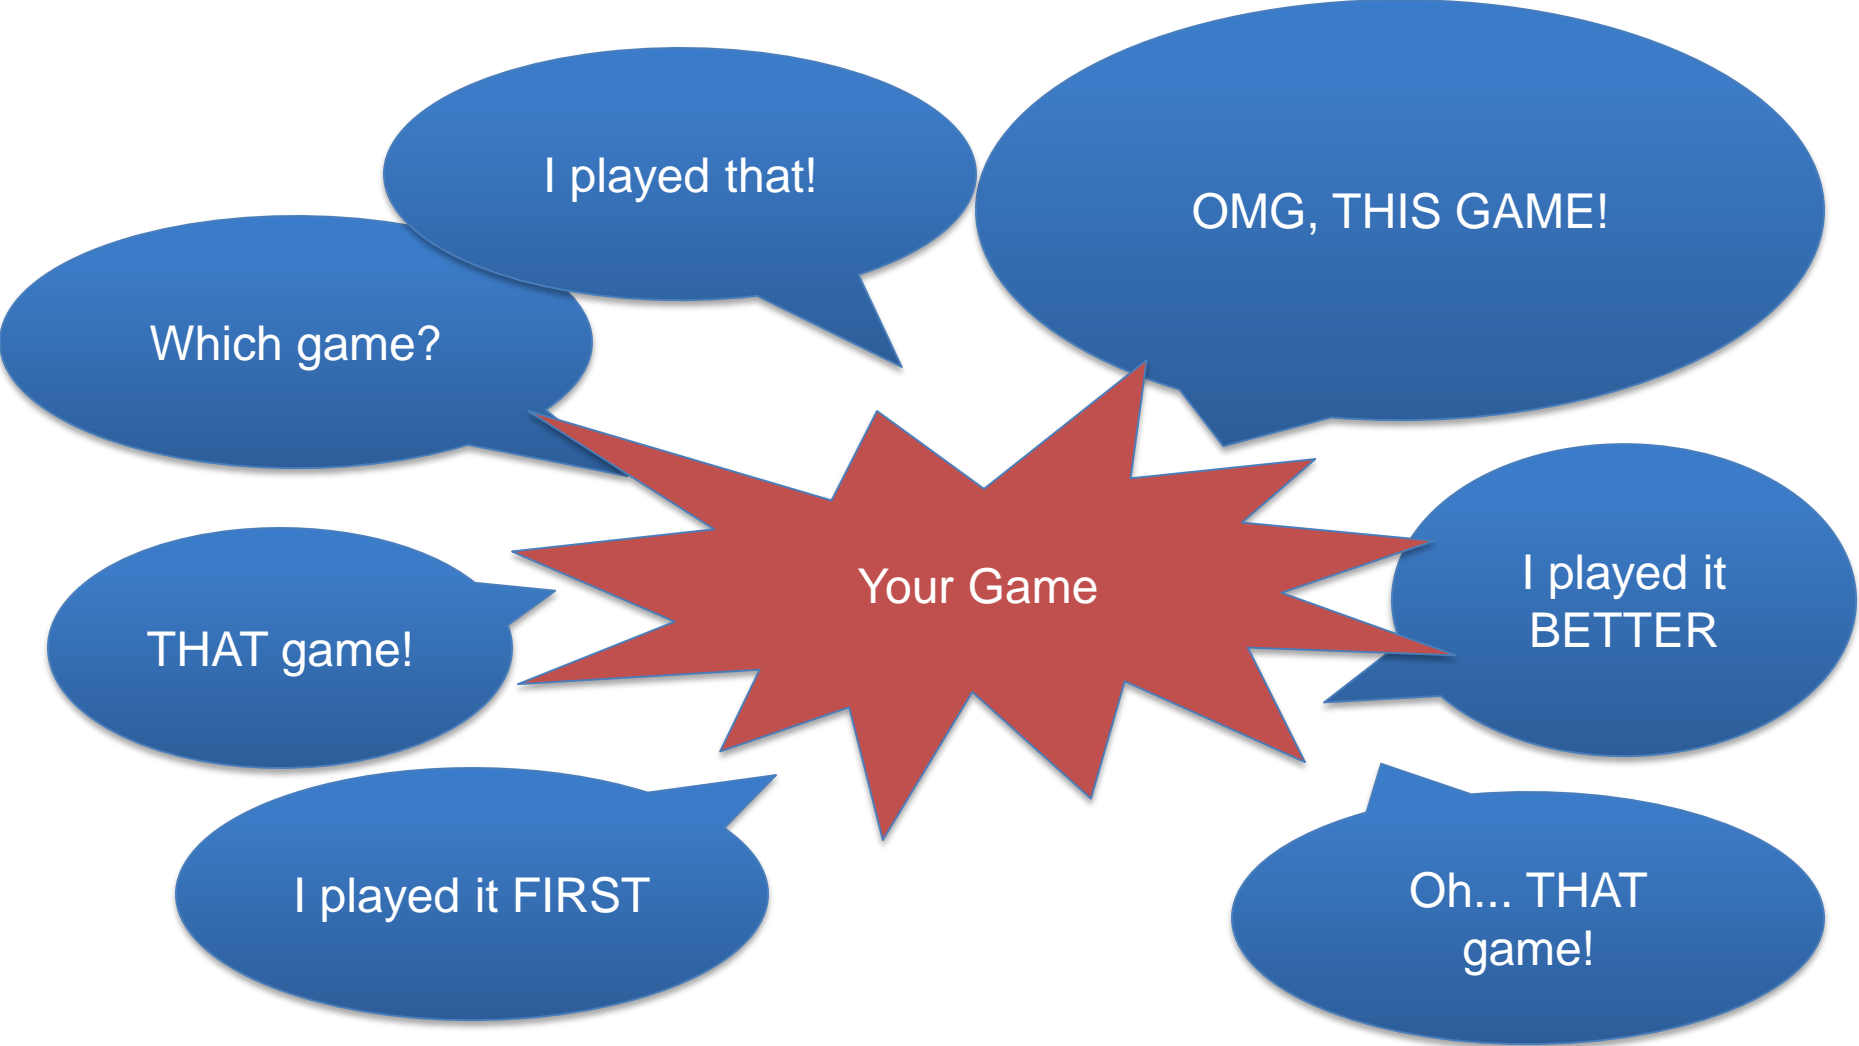 I played that!
OMG, THIS GAME!
Which game?
Your Game
I played it
BETTER
THAT game!
I played it FIRST
Oh... THAT
game!